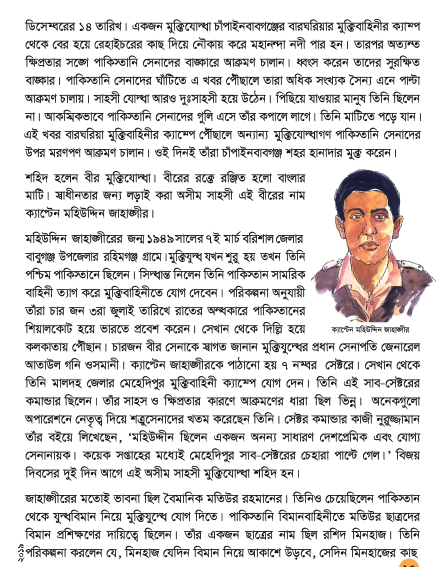 ডিসেম্বরের ১৪ তারিখ। একজন মুক্তিযোদ্ধা চাঁপাইনবাবগঞ্জের বারঘরিয়ার মুক্তিবাহিনীর ক্যাম্প
থেকে বের হয়ে রেহাইচরের কাছ দিয়ে নৌকায় করে মহানন্দা নদী পার হন। তারপর অত্যন্ত
ক্ষিপ্রতার সঙ্গে পাকিস্তানি সেনাদের বাঙ্কারে আক্রমণ চালান। ধ্বংস করেন তাদের সুরক্ষিত
বাঙ্কার। পাকিস্তানি সেনাদের ঘাঁটিতে এ খবর পৌঁছালে তারা অধিক সংখ্যক সৈন্য এনে পাল্টা
আক্রমণ চালায়। সাহসী যোদ্ধা আরও দুঃসাহসী হয়ে উঠেন। পিছিয়ে যাওয়ার মানুষ তিনি ছিলেন
না। আকস্মিকভাবে পাকিস্তানি সেনাদের গুলি এসে তাঁর কপালে লাগে। তিনি মাটিতে পড়ে যান।
এই খবর বারঘরিয়া মুক্তিবাহিনীর ক্যাম্পে পৌঁছালে অন্যান্য মুক্তিযোদ্ধাগণ পাকিস্তানি সেনাদের
উপর মরণপণ আক্রমণ চালান। ওই দিনই তাঁরা চাঁপাইনবাবগঞ্জ শহর হানাদার মুক্ত করেন।
শহিদ হলেন বীর মুক্তিযোদ্ধা। বীরের রক্তে রঞ্জিত হলো বাংলার
মাটি। স্বাধীনতার জন্য লড়াই করা অসীম সাহসী এই বীরের নাম
ক্যাপ্টেন মহিউদ্দিন জাহাঙ্গীর।
মহিউদ্দিন জাহাঙ্গীরের জন্ম ১৯৪৯ সালের ৭ই মার্চ বরিশাল জেলার
বাবুগঞ্জ উপজেলার রহিমগঞ্জ গ্রামে। মুক্তিযুদ্ধ যখন শুরু হয় তখন তিনি
পশ্চিম পাকিস্তানে ছিলেন। সিদ্ধান্ত নিলেন তিনি পাকিস্তান সামরিক
বাহিনী ত্যাগ করে মুক্তিবাহিনীতে যোগ দেবেন। পরিকল্পনা অনুযায়ী
তাঁরা চার জন ৩রা জুলাই তারিখে রাতের অন্ধকারে পাকিস্তানের
শিয়ালকোট হয়ে ভারতে প্রবেশ করেন। সেখান থেকে দিল্লি হয়ে
ক্যাপ্টেন মহিউদ্দিন জাহাঙ্গীর
কলকাতায় পৌঁছান। চারজন বীর সেনাকে স্বাগত জানান মুক্তিযুদ্ধের প্রধান সেনাপতি জেনারেল
আতাউল গনি ওসমানী। ক্যাপ্টেন জাহাঙ্গীরকে পাঠানো হয় ৭ নম্বর সেক্টরে। সেখান থেকে
তিনি মালদহ জেলার মেহেদিপুর মুক্তিবাহিনী ক্যাম্পে যোগ দেন। তিনি এই সাব-সেক্টরের
কমান্ডার ছিলেন। তাঁর সাহস ও ক্ষিপ্রতার কারণে আক্রমণের ধারা ছিল ভিন্ন। অনেকগুলো
অপারেশনে নেতৃত্ব দিয়ে শত্রুসেনাদের খতম করেছেন তিনি। সেক্টর কমান্ডার কাজী নুরুজ্জামান
তাঁর বইয়ে লিখেছেন, ‘মহিউদ্দীন ছিলেন একজন অনন্য সাধারণ দেশপ্রেমিক এবং যোগ্য
সেনানায়ক। কয়েক সপ্তাহের মধ্যেই মেহেদিপুর সাব-সেক্টরের চেহারা পাল্টে গেল।’ বিজয়
দিবসের দুই দিন আগে এই অসীম সাহসী মুক্তিযোদ্ধা শহিদ হন।
জাহাঙ্গীরের মতোই ভাবনা ছিল বৈমানিক মতিউর রহমানের। তিনিও চেয়েছিলেন পাকিস্তান
থেকে যুদ্ধবিমান নিয়ে মুক্তিযুদ্ধে যোগ দিতে। পাকিস্তানি বিমানবাহিনীতে মতিউর ছাত্রদের
বিমান প্রশিক্ষণের দায়িত্বে ছিলেন। তাঁর একজন ছাত্রের নাম ছিল রশিদ মিনহাজ। তিনি
পরিকল্পনা করলেন যে, মিনহাজ যেদিন বিমান নিয়ে আকাশে উড়বে, সেদিন মিনহাজের কাছ